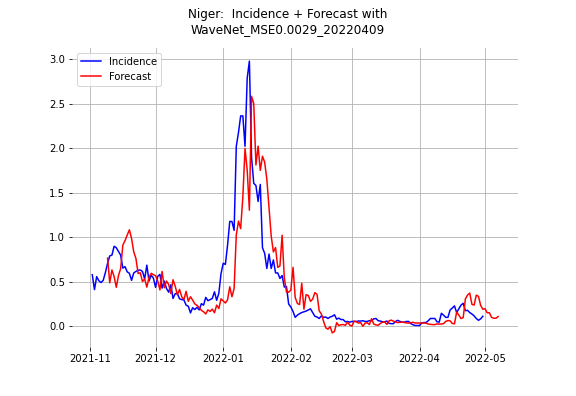 Niger:  Incidence + Forecast with
WaveNet_MSE0.0029_20220409
Incidence
Forecast
3.0
2.5
2.0
1.5
1.0
0.5
0.0
2021-11 2021-12 2022-01 2022-02 2022-03 2022-04 2022-05